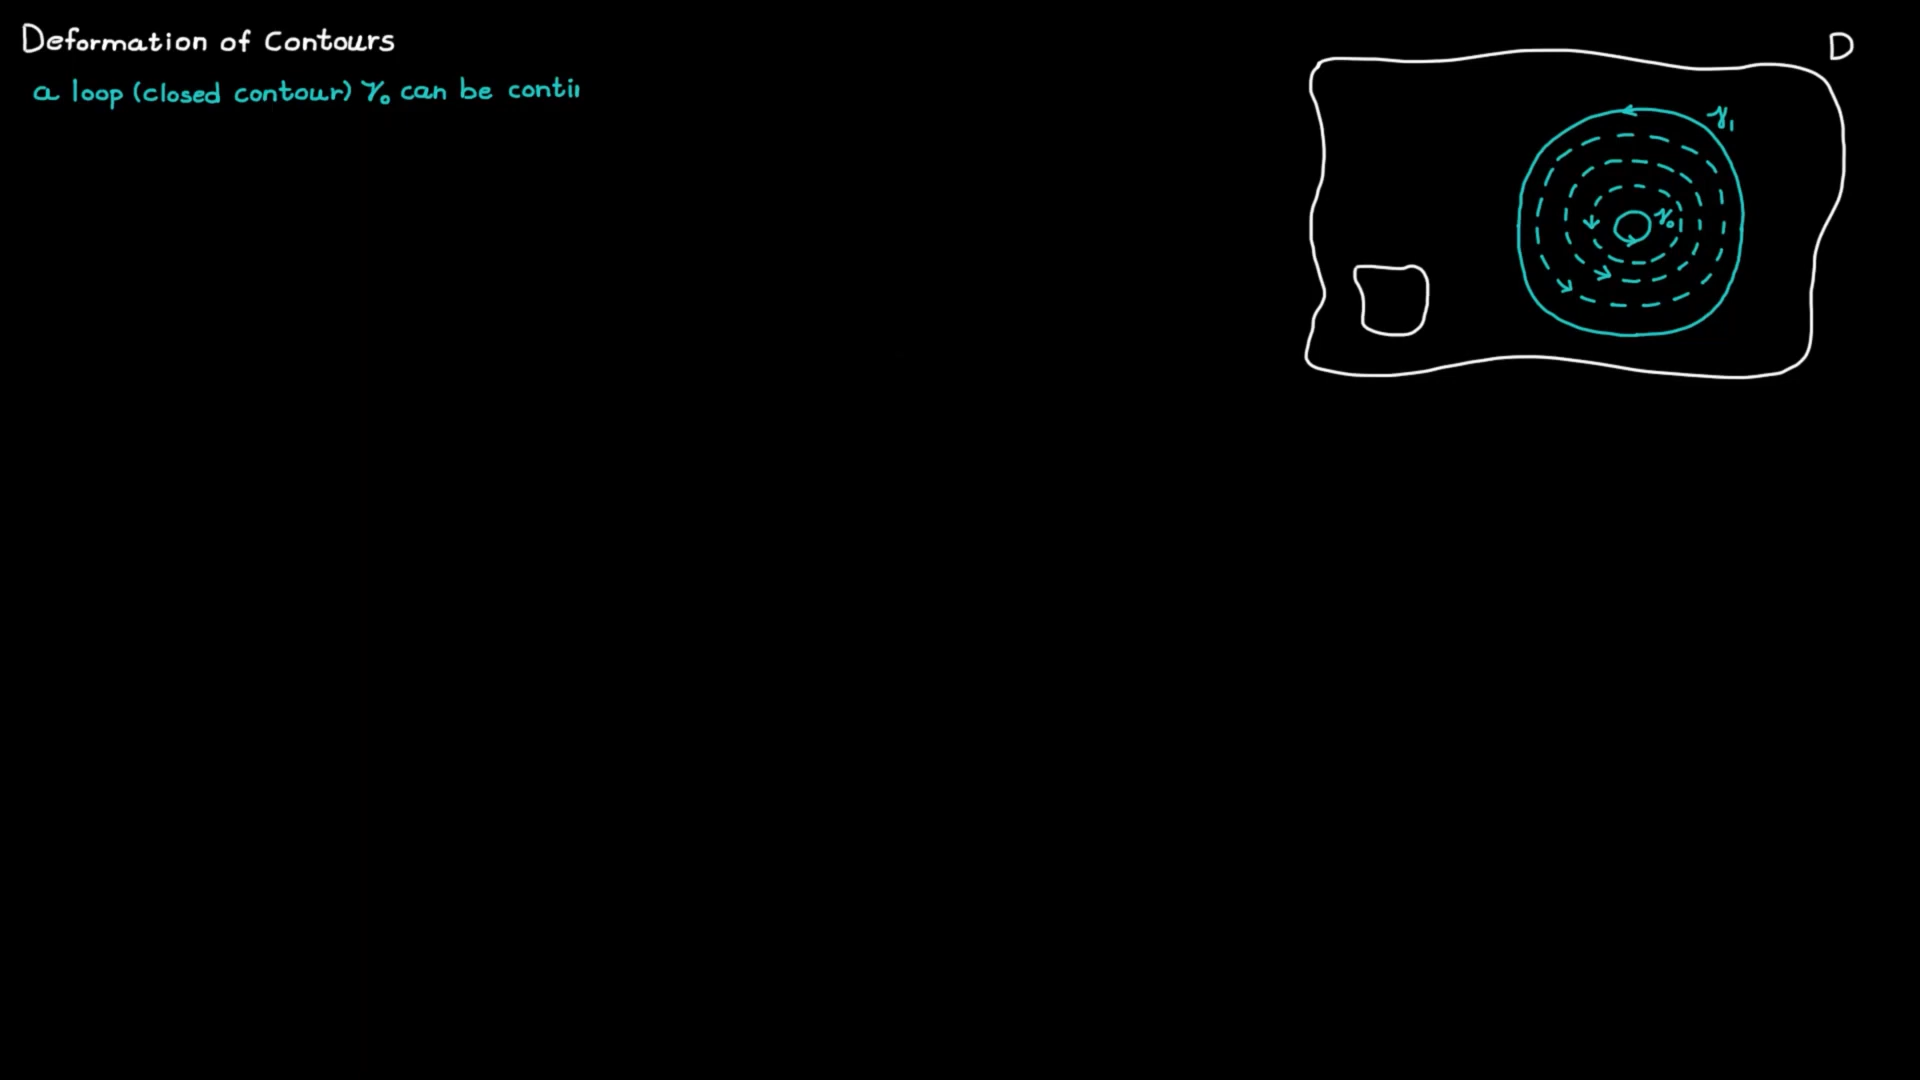 Deformation of Contours
a loop (closed contour) γ₀ can be conti
D
γ₁
γ₀